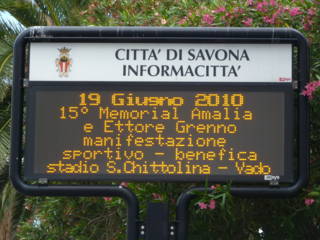 CITTA' DI SAVONA
INFORMACITTA'
19 Giugno 2010
15° Memorial Amalia
e Ettore Grenno
manifestazione
sportivo - benefica
stadio S.Chittolina - Vado